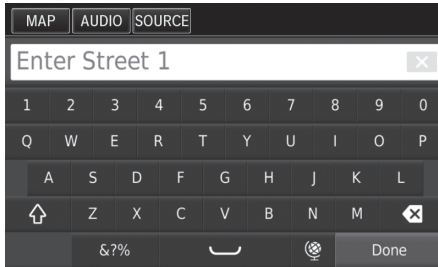 MAP AUDIO SOURCE
Enter Street 1
1 2 3 4 5 6 7 8 9 0
Q W E R T Y U I O P
A S D F G H J K L
Z X C V B N M
&?% Done